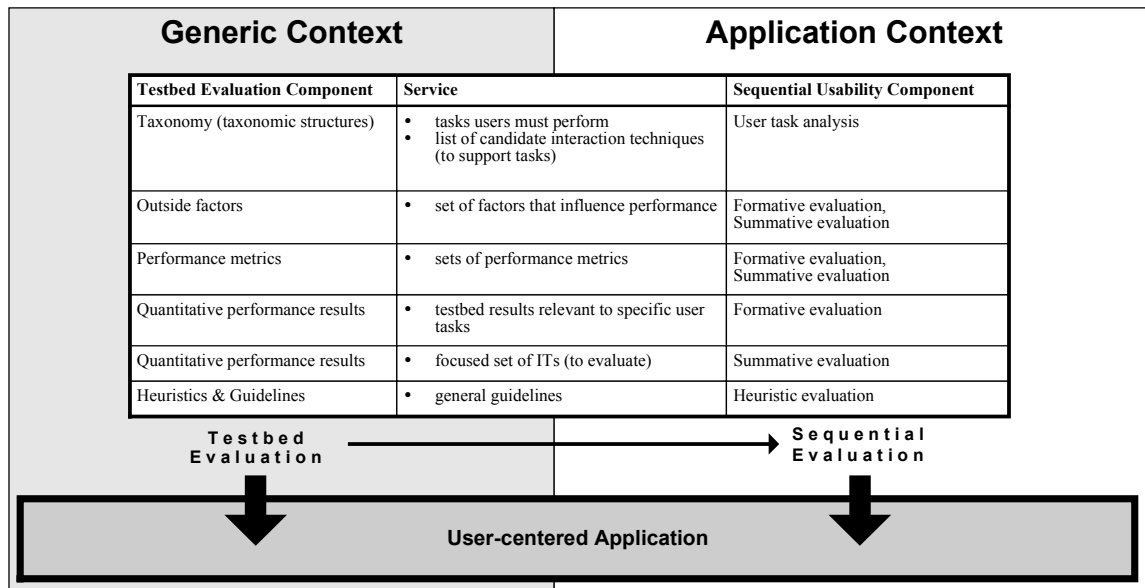 Generic Context
Application Context
Testbed Evaluation Component
Service
Sequential Usability Component
Taxonomy (taxonomic structures)
• tasks users must perform
• list of candidate interaction techniques
(to support tasks)
User task analysis
Outside factors
• set of factors that influence performance
Formative evaluation,
Summative evaluation
Performance metrics
• sets of performance metrics
Formative evaluation,
Summative evaluation
Quantitative performance results
• testbed results relevant to specific user
tasks
Formative evaluation
Quantitative performance results
• focused set of ITs (to evaluate)
Summative evaluation
Heuristics & Guidelines
• general guidelines
Heuristic evaluation
Testbed
Evaluation
Sequential
Evaluation
User-centered Application